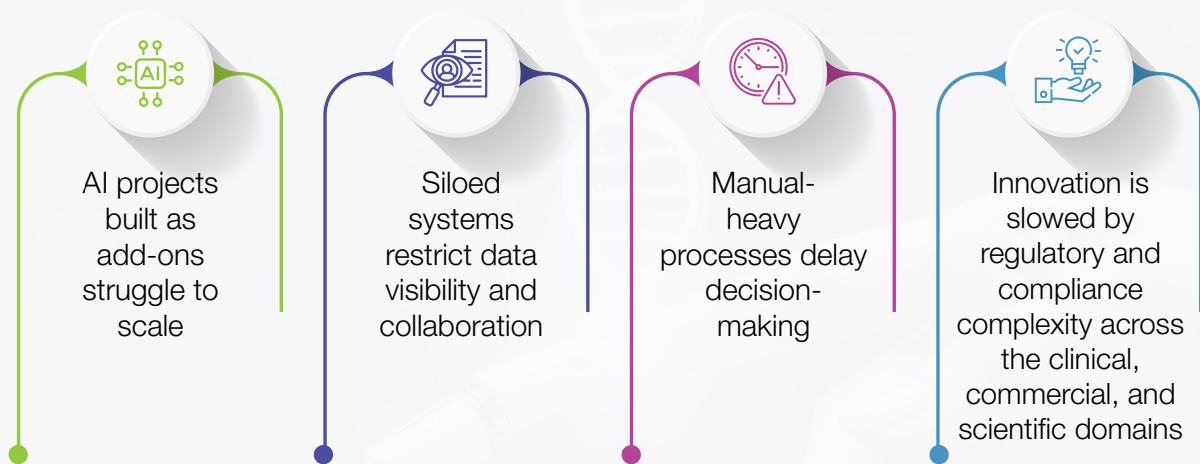 AI
AI projects
built as
add-ons
struggle to
scale
Siloed
systems
restrict data
visibility and
collaboration
Manual-
heavy
processes delay
decision-
making
Innovation is
slowed by
regulatory and
compliance
complexity across
the clinical,
commercial, and
scientific domains